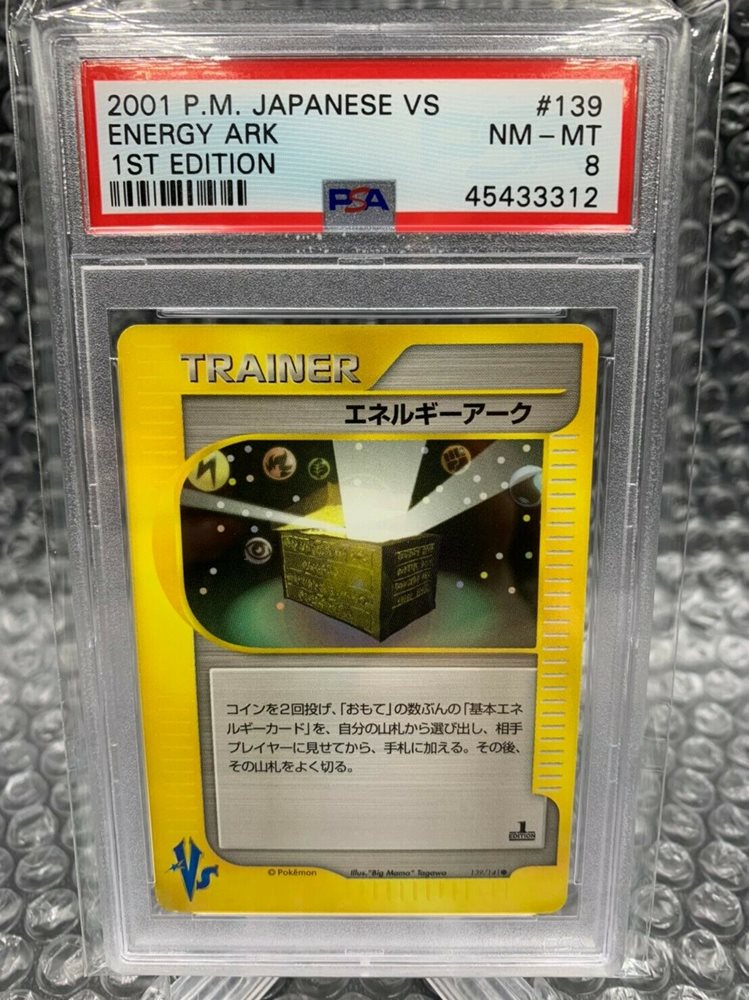 2001 P.M. JAPANESE VS #139
ENERGY ARK NM - MT
1ST EDITION 8
PSA 45433312
TRAINER
エネルギーアーク
コインを2回投げ、「おもて」の数ぶんの「基本エネ
ルギーカード」を、自分の山札から選び出し、相手
プレイヤーに見せてから、手札に加える。その後、
その山札をよく切る。
1
EDITION
VS
© Pokémon Illus."Big Mama" Tagawa 139/141